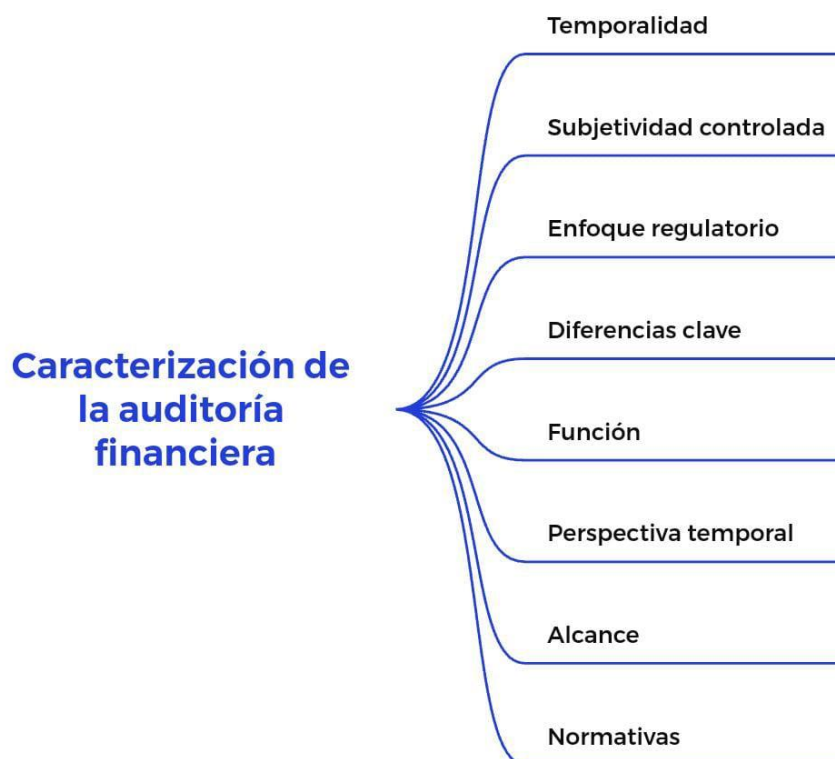 Caracterización de
la auditoría
financiera
Temporalidad
Subjetividad controlada
Enfoque regulatorio
Diferencias clave
Función
Perspectiva temporal
Alcance
Normativas